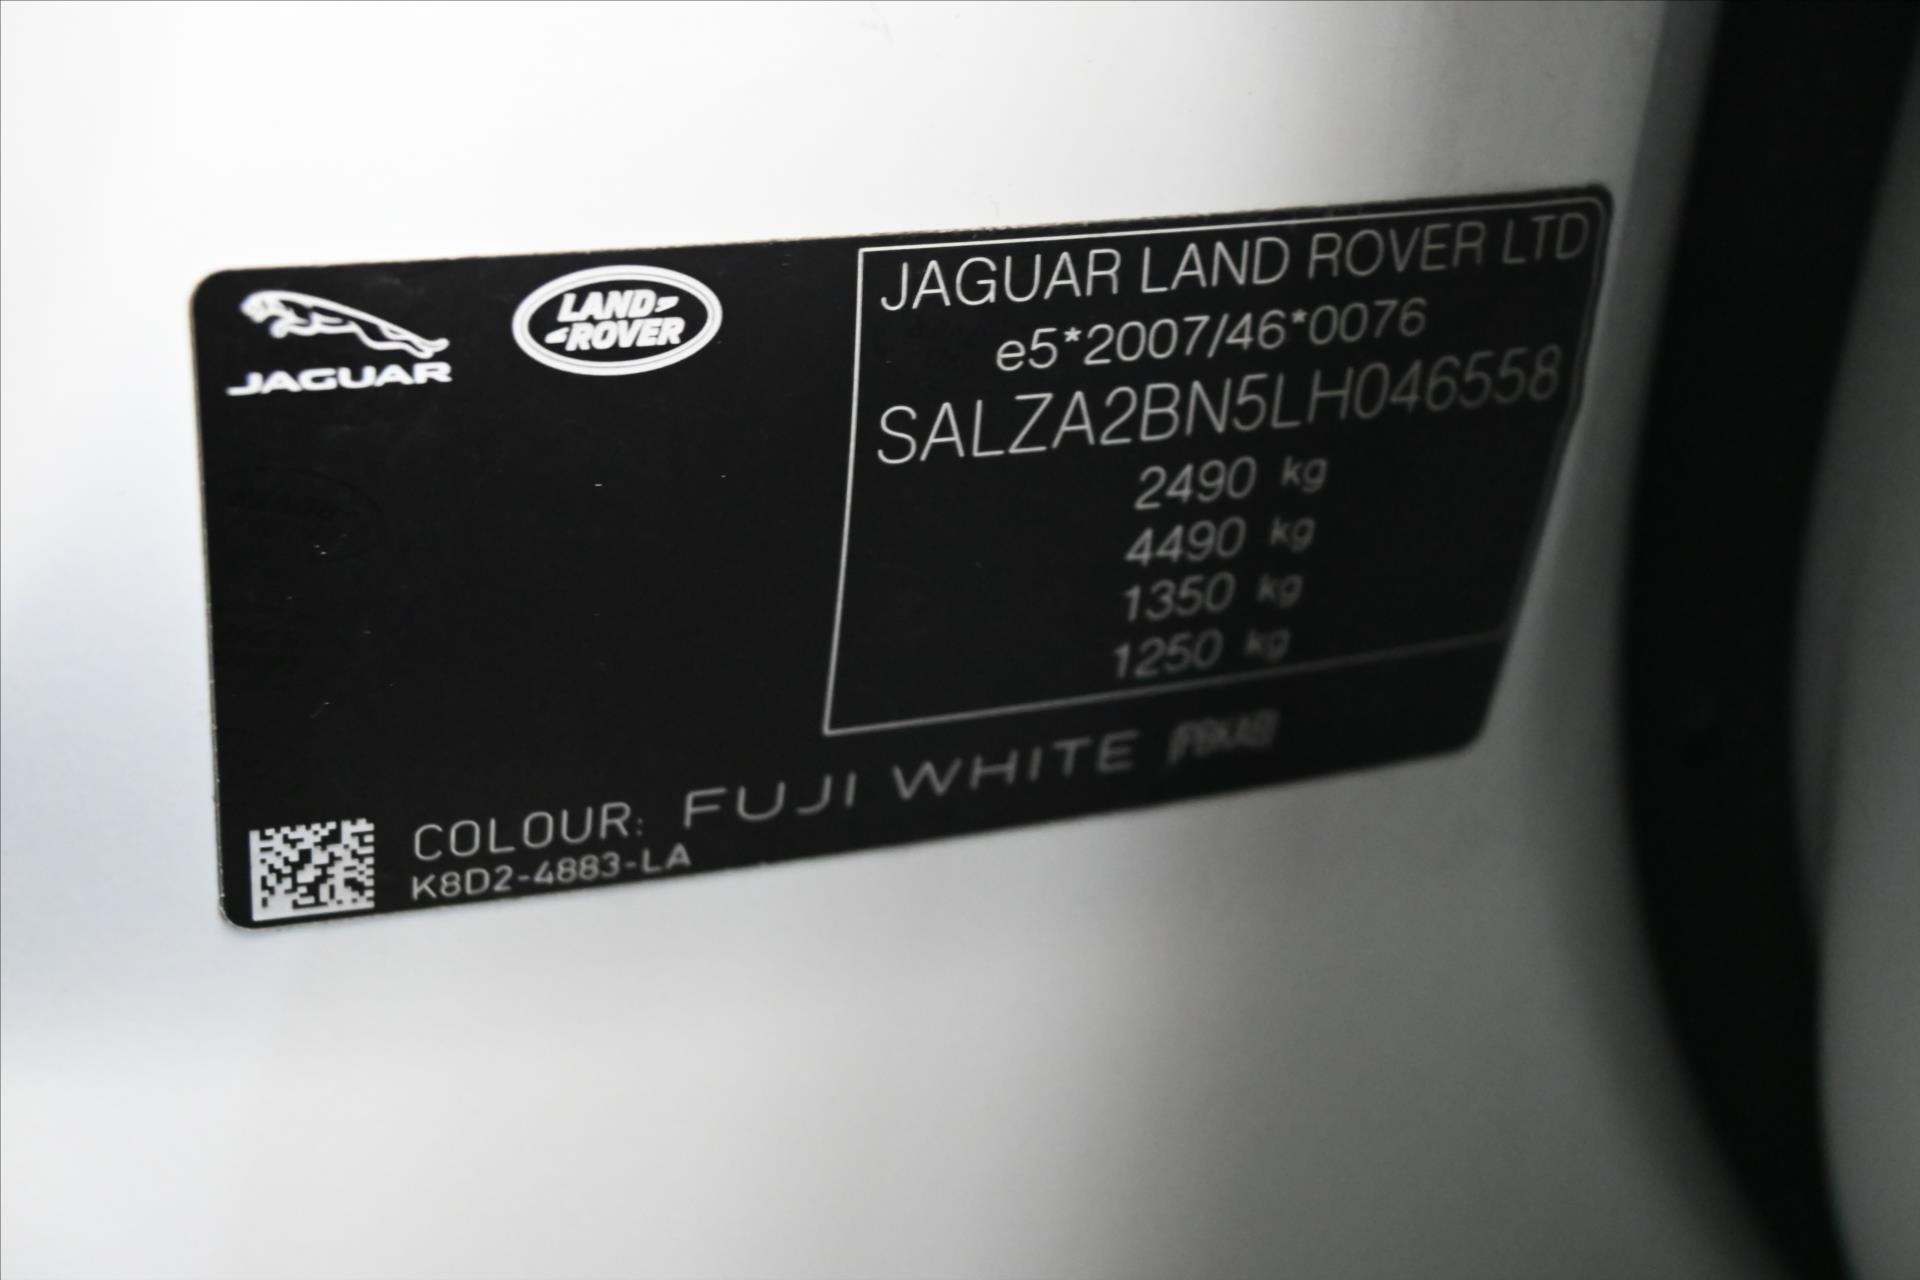 JAGUAR
LAND
ROVER
JAGUAR LAND ROVER LTD
e5*2007/46*0076
SALZA2BN5LH046558
2490 kg
4490 kg
1350 kg
1250 kg
COLOUR: FUJI WHITE
K8D2-4883-LA